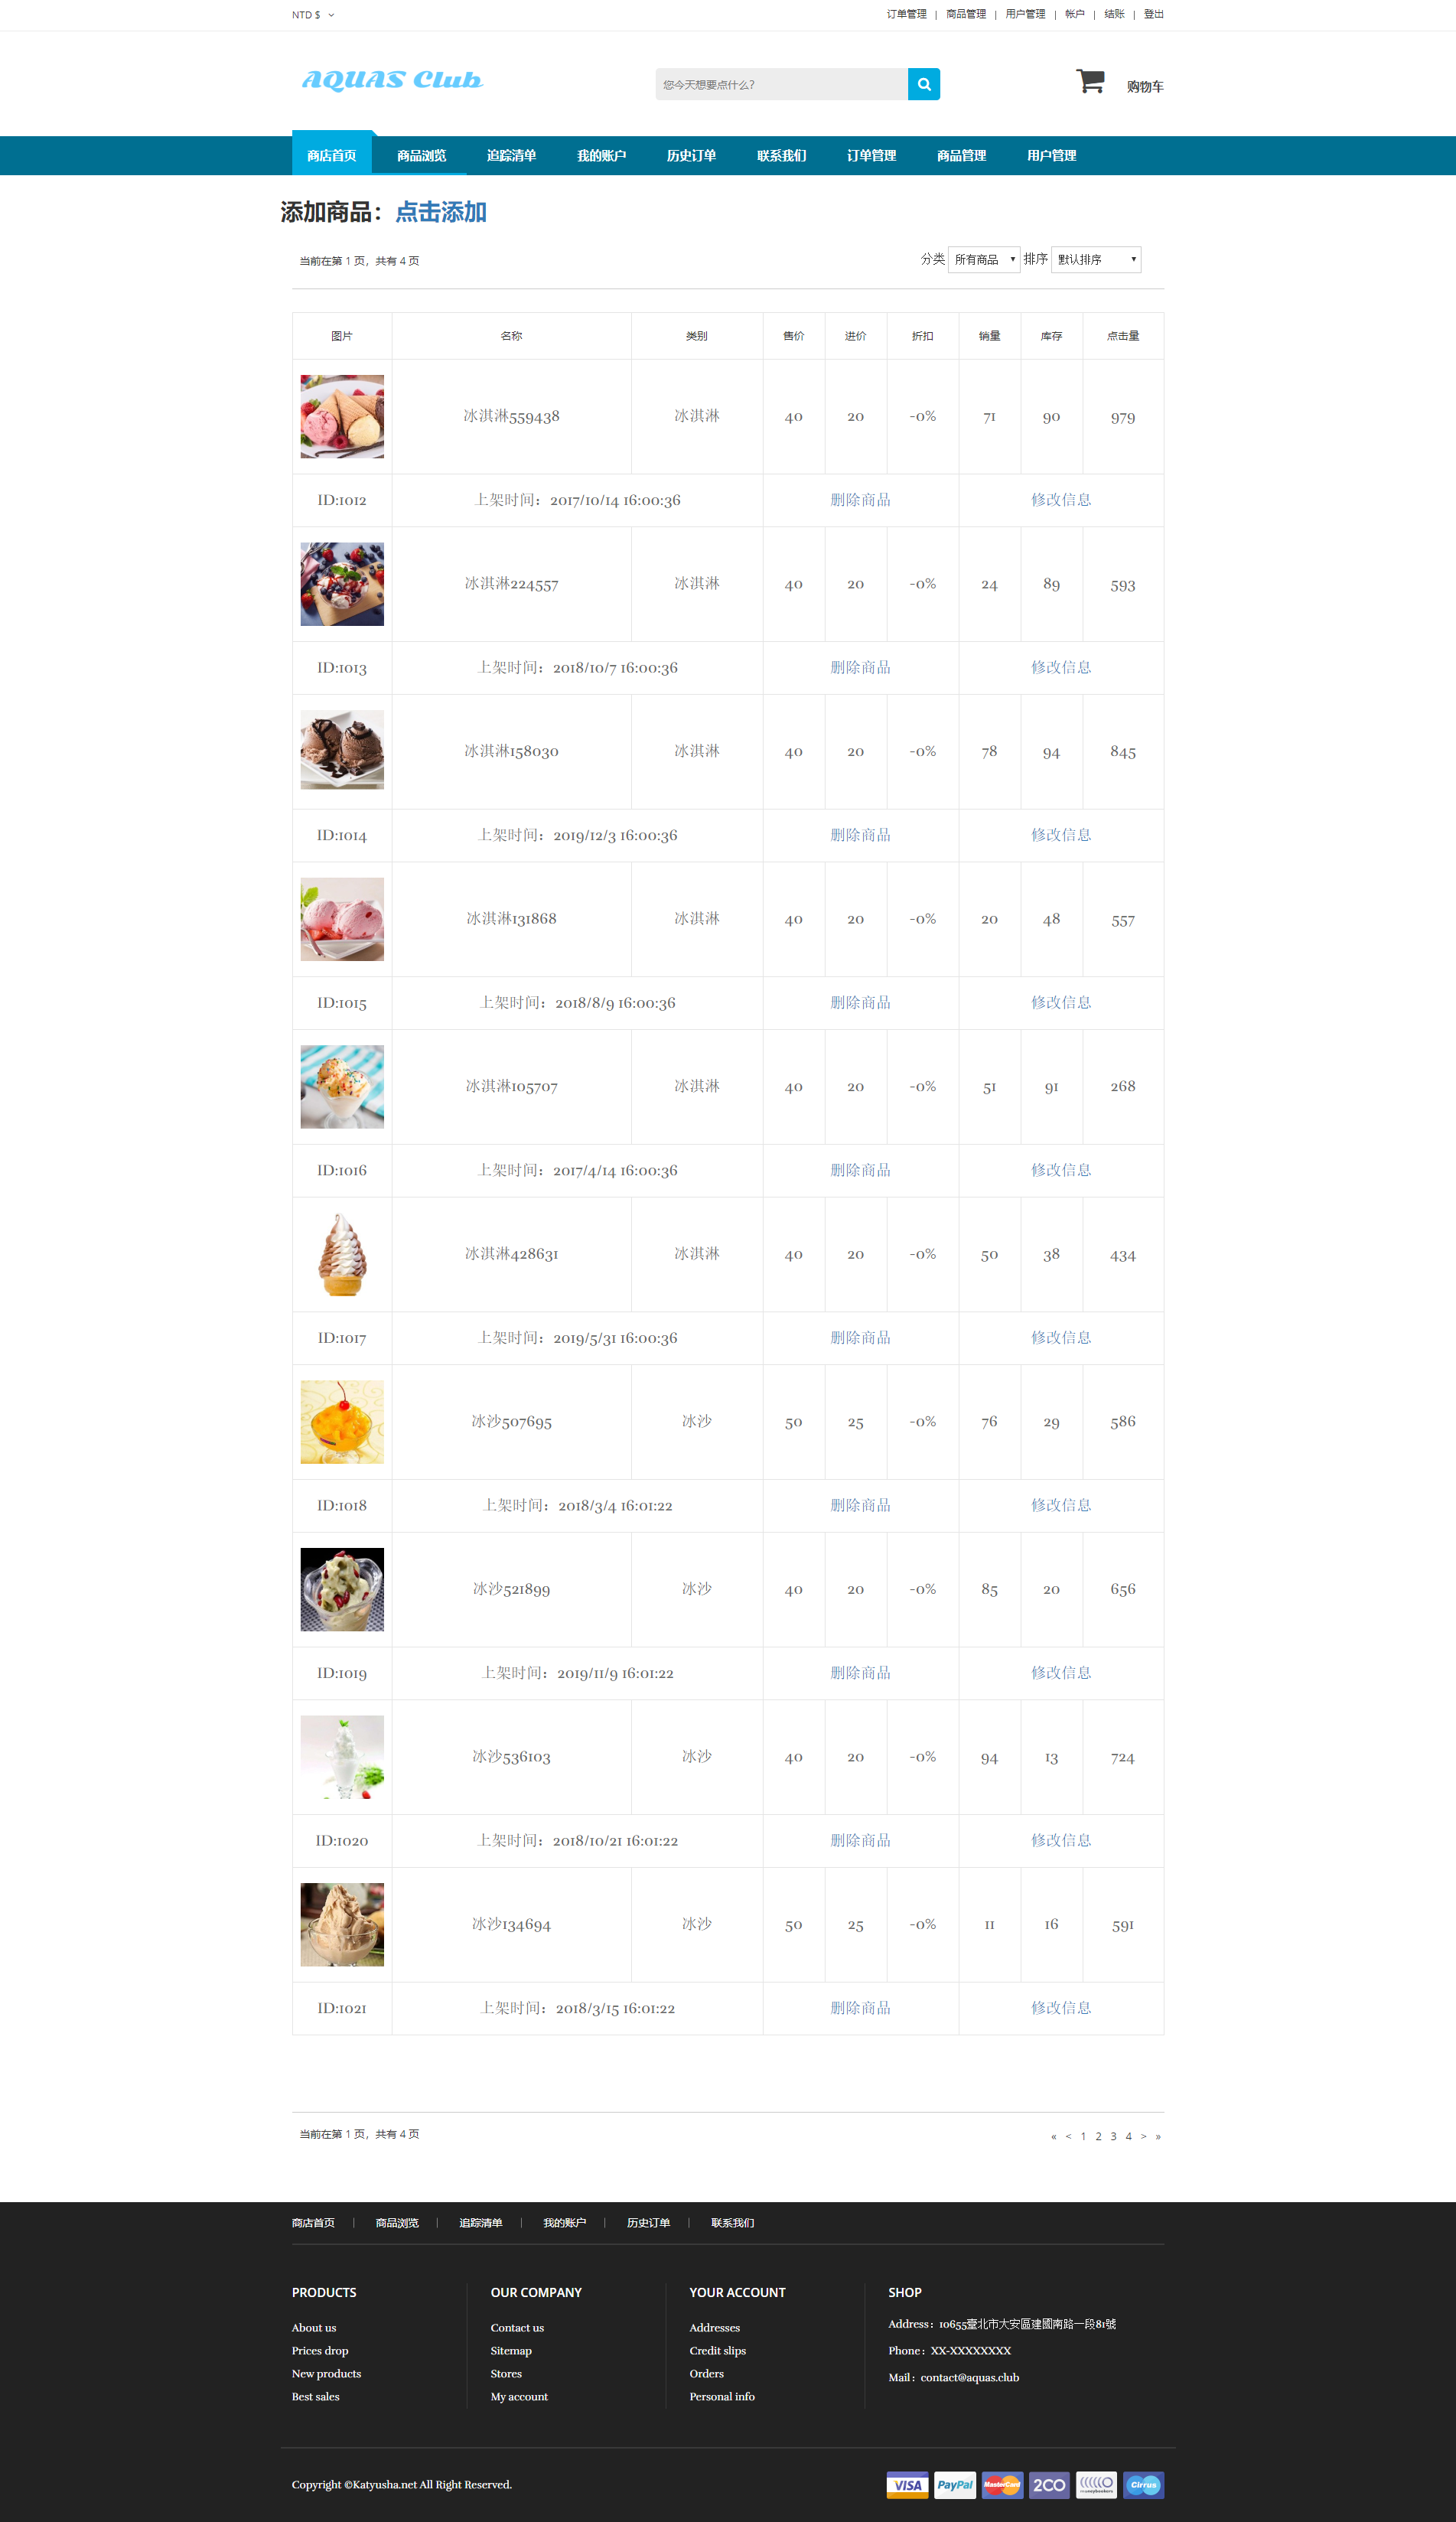 NTD $
订单管理 | 商品管理 | 用户管理 | 帐户 | 结账 | 登出
AQUAS Club
您今天想要点什么?
购物车
商店首页 商品浏览 追踪清单 我的账户 历史订单 联系我们 订单管理 商品管理 用户管理
添加商品：点击添加
当前在第 1 页，共有 4 页
分类 所有商品 排序 默认排序
图片 名称 类别 售价 进价 折扣 销量 库存 点击量
冰淇淋559438 冰淇淋 40 20 -0% 71 90 979
ID:1012 上架时间：2017/10/14 16:00:36 删除商品 修改信息
冰淇淋224557 冰淇淋 40 20 -0% 24 89 593
ID:1013 上架时间：2018/10/7 16:00:36 删除商品 修改信息
冰淇淋158030 冰淇淋 40 20 -0% 78 94 845
ID:1014 上架时间：2019/12/3 16:00:36 删除商品 修改信息
冰淇淋131868 冰淇淋 40 20 -0% 20 48 557
ID:1015 上架时间：2018/8/9 16:00:36 删除商品 修改信息
冰淇淋105707 冰淇淋 40 20 -0% 51 91 268
ID:1016 上架时间：2017/4/14 16:00:36 删除商品 修改信息
冰淇淋428631 冰淇淋 40 20 -0% 50 38 434
ID:1017 上架时间：2019/5/31 16:00:36 删除商品 修改信息
冰沙507695 冰沙 50 25 -0% 76 29 586
ID:1018 上架时间：2018/3/4 16:01:22 删除商品 修改信息
冰沙521899 冰沙 40 20 -0% 85 20 656
ID:1019 上架时间：2019/11/9 16:01:22 删除商品 修改信息
冰沙536103 冰沙 40 20 -0% 94 13 724
ID:1020 上架时间：2018/10/21 16:01:22 删除商品 修改信息
冰沙134694 冰沙 50 25 -0% 11 16 591
ID:1021 上架时间：2018/3/15 16:01:22 删除商品 修改信息
当前在第 1 页，共有 4 页
« < 1 2 3 4 > »
商店首页 | 商品浏览 | 追踪清单 | 我的账户 | 历史订单 | 联系我们
PRODUCTS
About us
Prices drop
New products
Best sales
OUR COMPANY
Contact us
Sitemap
Stores
My account
YOUR ACCOUNT
Addresses
Credit slips
Orders
Personal info
SHOP
Address：10655臺北市大安區建國南路一段81號
Phone：XX-XXXXXXXX
Mail：contact@aquas.club
Copyright ©Katyusha.net All Right Reserved.
VISA PayPal MasterCard 2CO moneybookers Cirrus